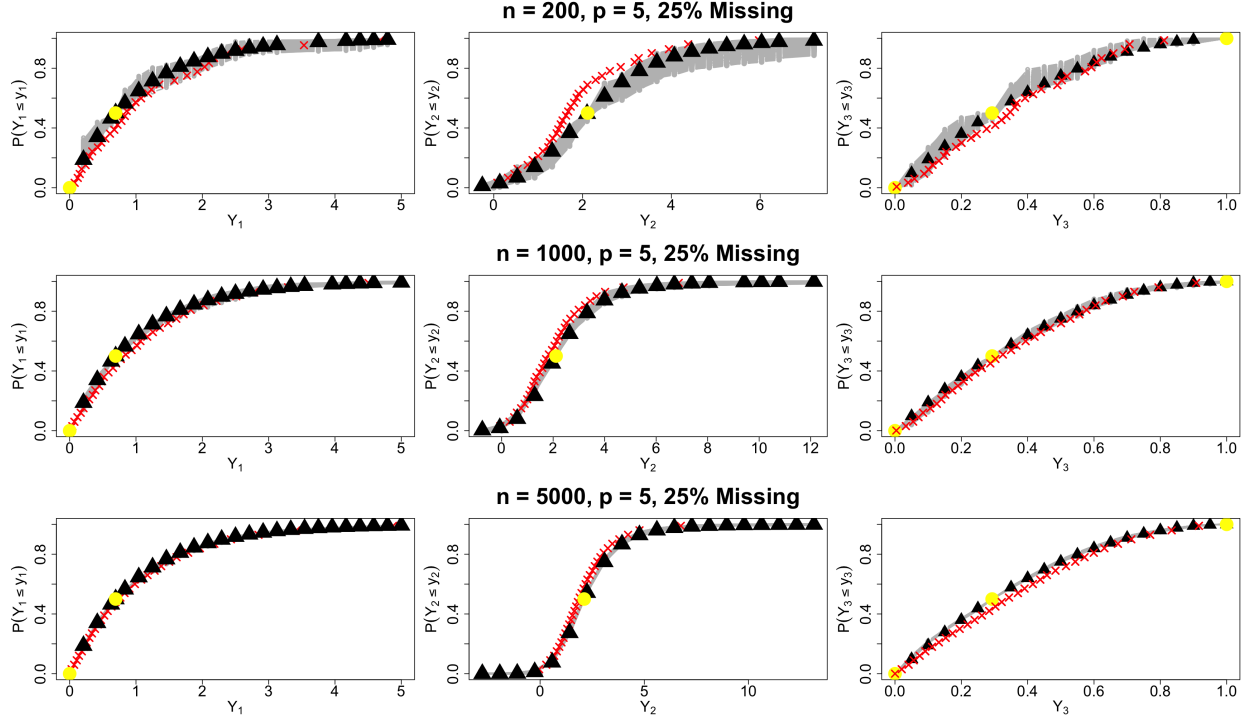 n = 200, p = 5, 25% Missing
P(Y₁ ≤ y₁)
0.0 0.4 0.8
0 1 2 3 4 5
Y₁
P(Y₂ ≤ y₂)
0.0 0.4 0.8
0 2 4 6
Y₂
P(Y₃ ≤ y₃)
0.0 0.4 0.8
0.0 0.2 0.4 0.6 0.8 1.0
Y₃
n = 1000, p = 5, 25% Missing
P(Y₁ ≤ y₁)
0.0 0.4 0.8
0 1 2 3 4 5
Y₁
P(Y₂ ≤ y₂)
0.0 0.4 0.8
0 2 4 6 8 10 12
Y₂
P(Y₃ ≤ y₃)
0.0 0.4 0.8
0.0 0.2 0.4 0.6 0.8 1.0
Y₃
n = 5000, p = 5, 25% Missing
P(Y₁ ≤ y₁)
0.0 0.4 0.8
0 1 2 3 4 5
Y₁
P(Y₂ ≤ y₂)
0.0 0.4 0.8
0 5 10
Y₂
P(Y₃ ≤ y₃)
0.0 0.4 0.8
0.0 0.2 0.4 0.6 0.8 1.0
Y₃